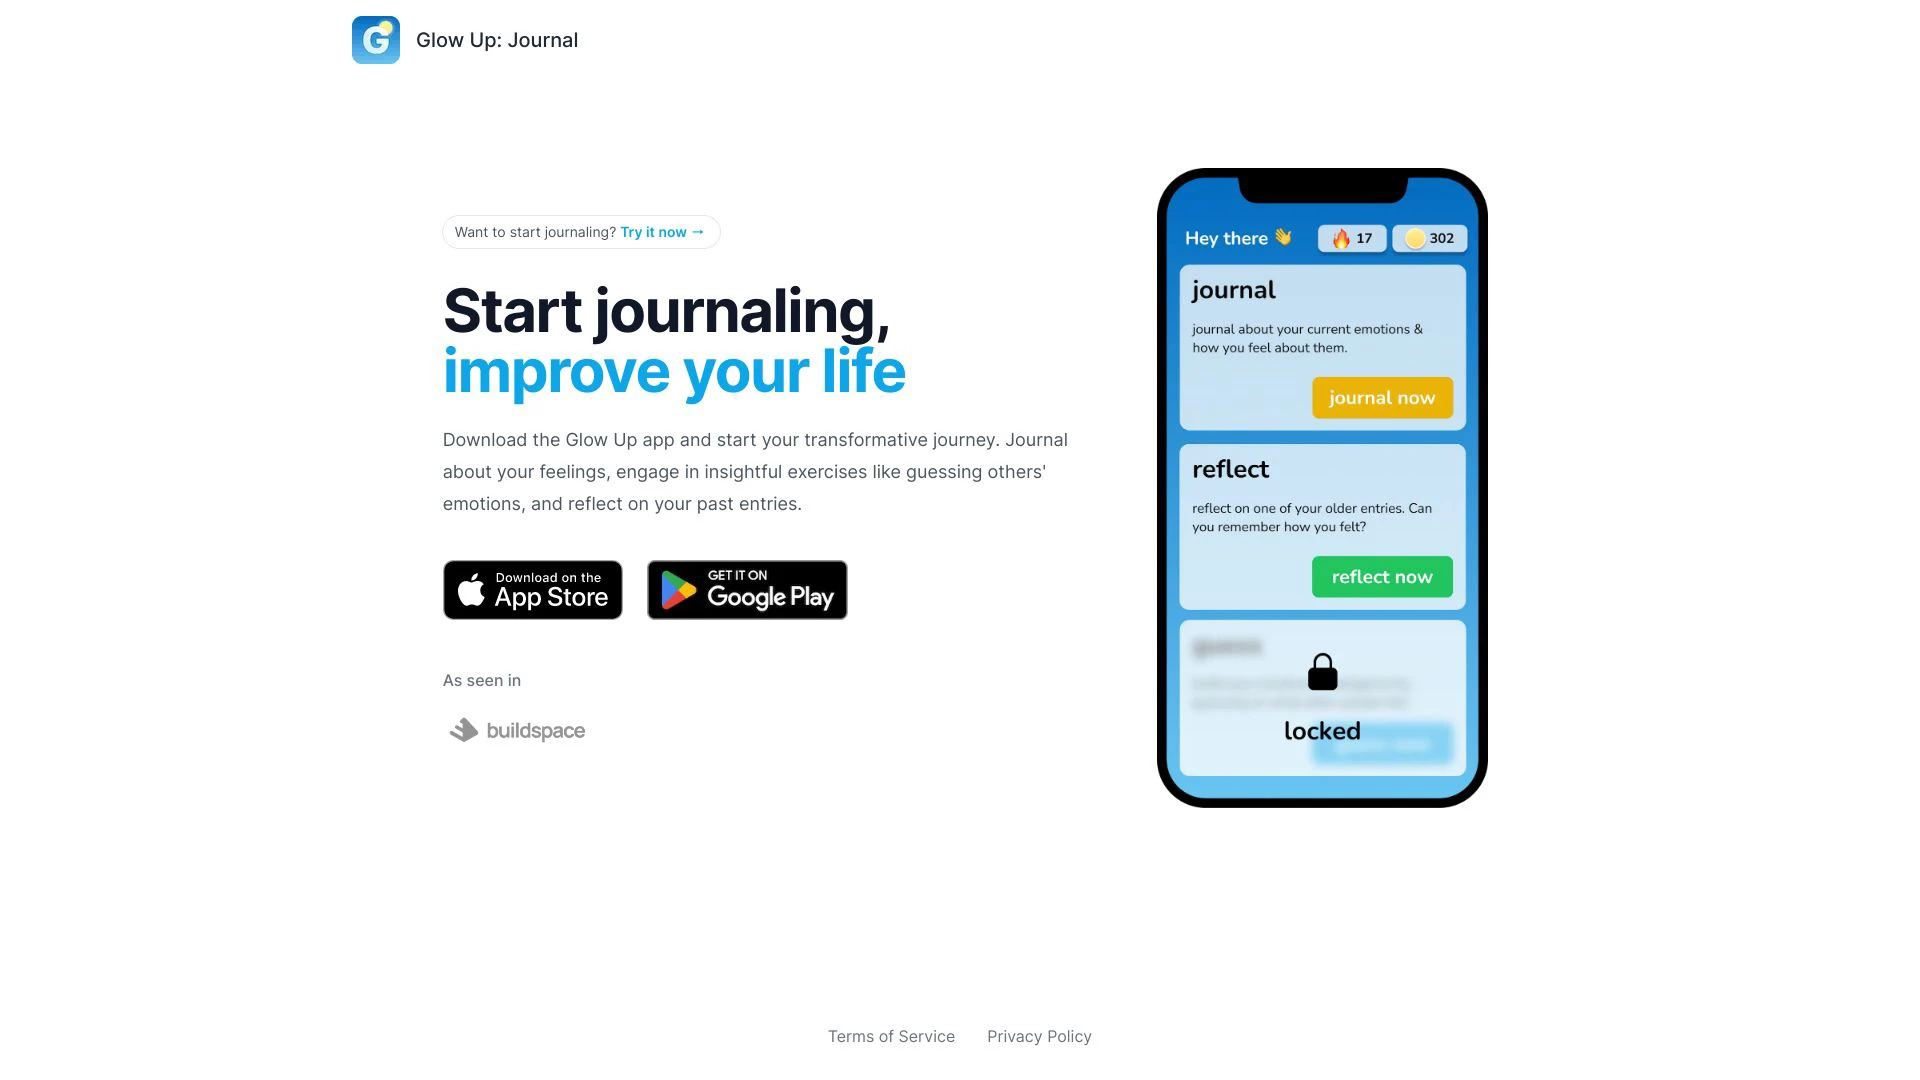 G
Glow Up: Journal
Want to start journaling? Try it now →
Start journaling,
improve your life
Download the Glow Up app and start your transformative journey. Journal
about your feelings, engage in insightful exercises like guessing others'
emotions, and reflect on your past entries.
Download on the
App Store
GET IT ON
Google Play
As seen in
buildspace
Hey there 👋
🔥 17
302
journal
journal about your current emotions &
how you feel about them.
journal now
reflect
reflect on one of your older entries. Can
you remember how you felt?
reflect now
locked
Terms of Service
Privacy Policy